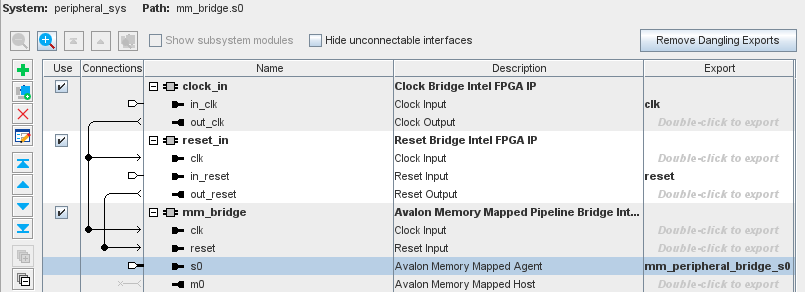 System: peripheral_sys Path: mm_bridge.s0
Show subsystem modules Hide unconnectable interfaces Remove Dangling Exports
Use Connections Name Description Export
clock_in Clock Bridge Intel FPGA IP
in_clk Clock Input clk
out_clk Clock Output Double-click to export
reset_in Reset Bridge Intel FPGA IP
clk Clock Input Double-click to export
in_reset Reset Input reset
out_reset Reset Output Double-click to export
mm_bridge Avalon Memory Mapped Pipeline Bridge Int...
clk Clock Input Double-click to export
reset Reset Input Double-click to export
s0 Avalon Memory Mapped Agent mm_peripheral_bridge_s0
m0 Avalon Memory Mapped Host Double-click to export